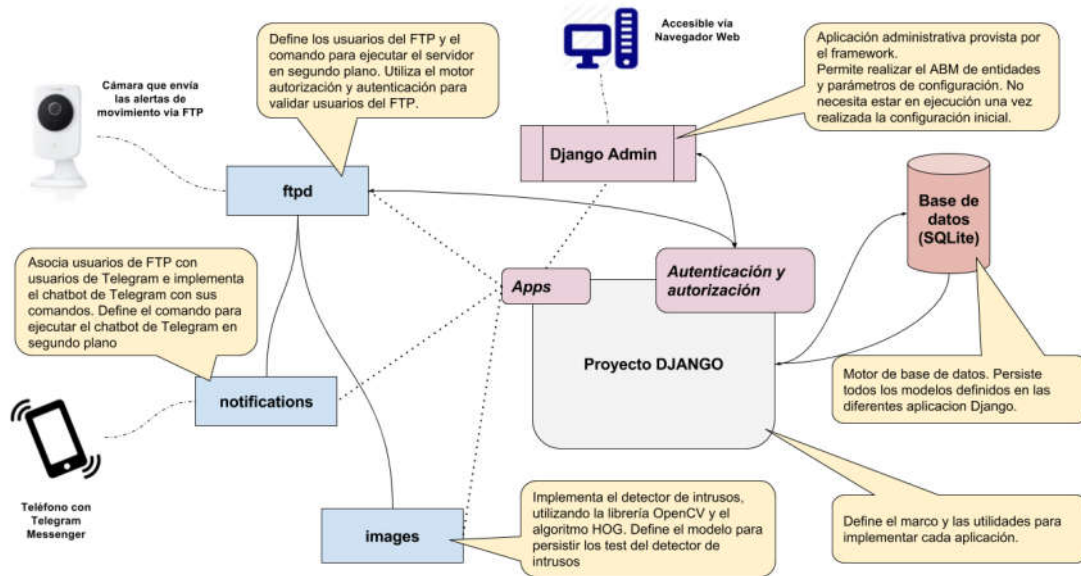 Accesible vía
Navegador Web
Define los usuarios del FTP y el
comando para ejecutar el servidor
en segundo plano. Utiliza el motor
autorización y autenticación para
validar usuarios del FTP.
Aplicación administrativa provista por
el framework.
Permite realizar el ABM de entidades
y parámetros de configuración. No
necesita estar en ejecución una vez
realizada la configuración inicial.
Cámara que envía
las alertas de
movimiento via FTP
Django Admin
ftpd
Base de
datos
(SQLite)
Asocia usuarios de FTP con
usuarios de Telegram e implementa
el chatbot de Telegram con sus
comandos. Define el comando para
ejecutar el chatbot de Telegram en
segundo plano
Apps
Autenticación y
autorización
Proyecto DJANGO
Motor de base de datos. Persiste
todos los modelos definidos en las
diferentes aplicacion Django.
notifications
Teléfono con
Telegram
Messenger
Implementa el detector de intrusos,
utilizando la librería OpenCV y el
algoritmo HOG. Define el modelo para
persistir los test del detector de
intrusos
images
Define el marco y las utilidades para
implementar cada aplicación.